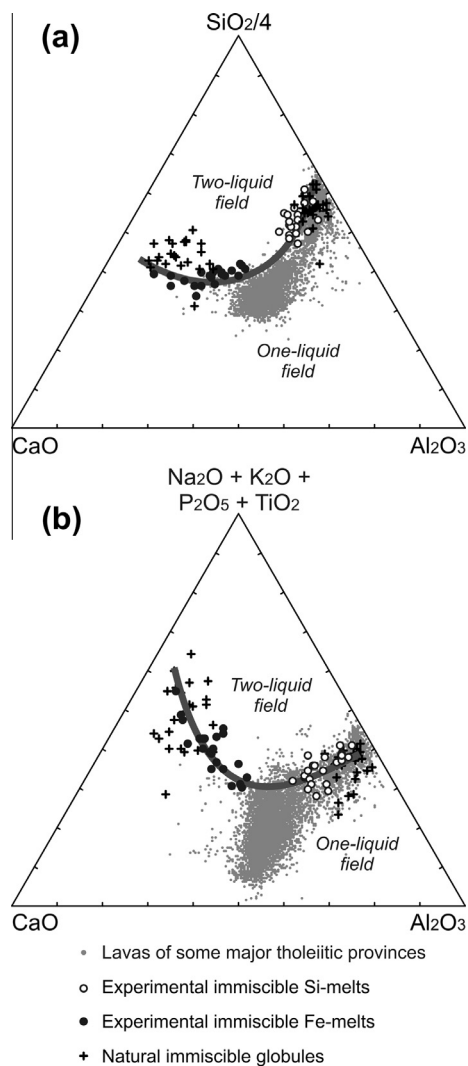 (a)
SiO2/4
Two-liquid
field
One-liquid
field
CaO
Al2O3
(b)
Na2O + K2O +
P2O5 + TiO2
Two-liquid
field
One-liquid
field
CaO
Al2O3
Lavas of some major tholeiitic provinces
Experimental immiscible Si-melts
Experimental immiscible Fe-melts
Natural immiscible globules